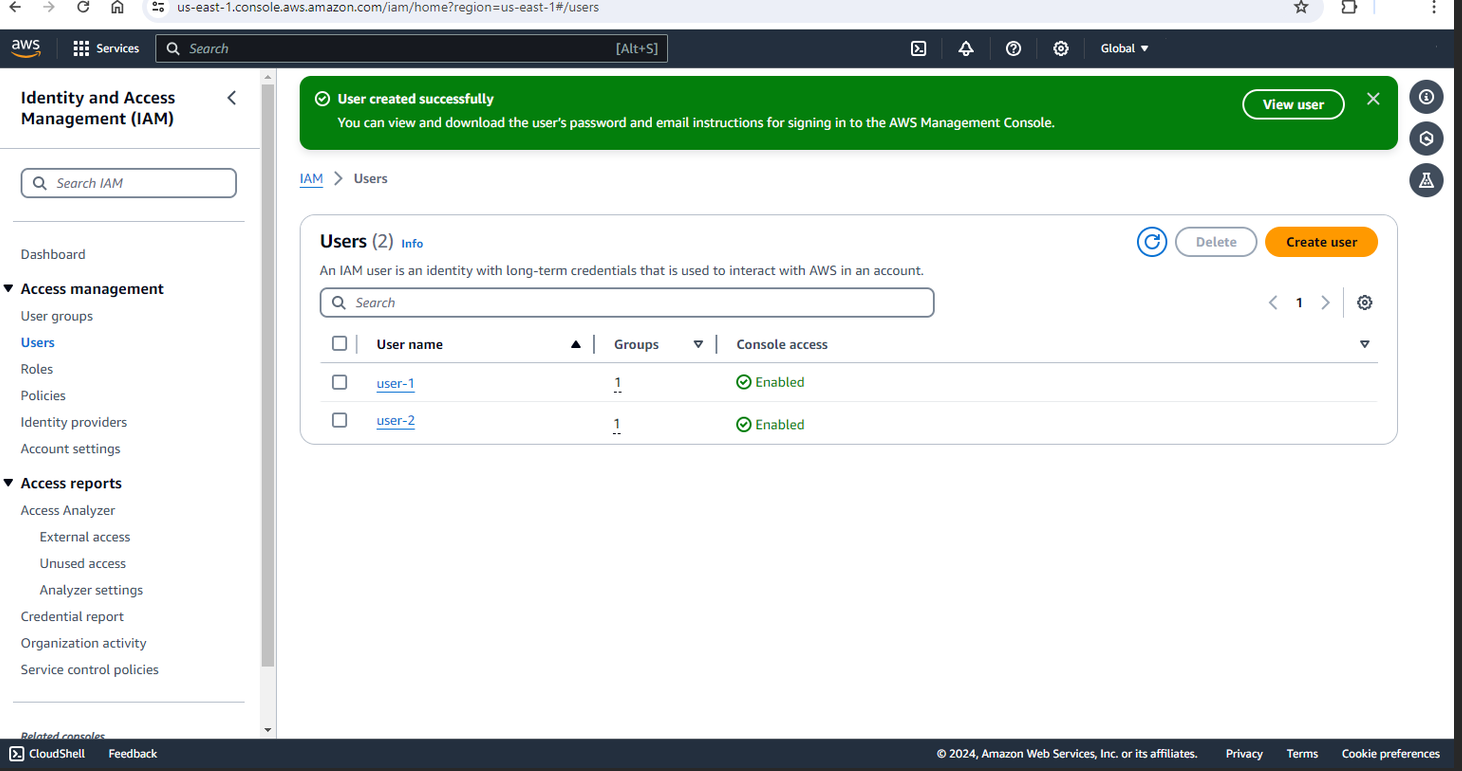 us-east-1.console.aws.amazon.com/iam/home?region=us-east-1#/users
aws
Services
Search
[Alt+S]
Global
Identity and Access
Management (IAM)
Search IAM
Dashboard
Access management
User groups
Users
Roles
Policies
Identity providers
Account settings
Access reports
Access Analyzer
External access
Unused access
Analyzer settings
Credential report
Organization activity
Service control policies
Related consoles
User created successfully
You can view and download the user's password and email instructions for signing in to the AWS Management Console.
View user
IAM > Users
Users (2) Info
Delete
Create user
An IAM user is an identity with long-term credentials that is used to interact with AWS in an account.
Search
1
User name Groups Console access
user-1 1 Enabled
user-2 1 Enabled
CloudShell Feedback
© 2024, Amazon Web Services, Inc. or its affiliates. Privacy Terms Cookie preferences